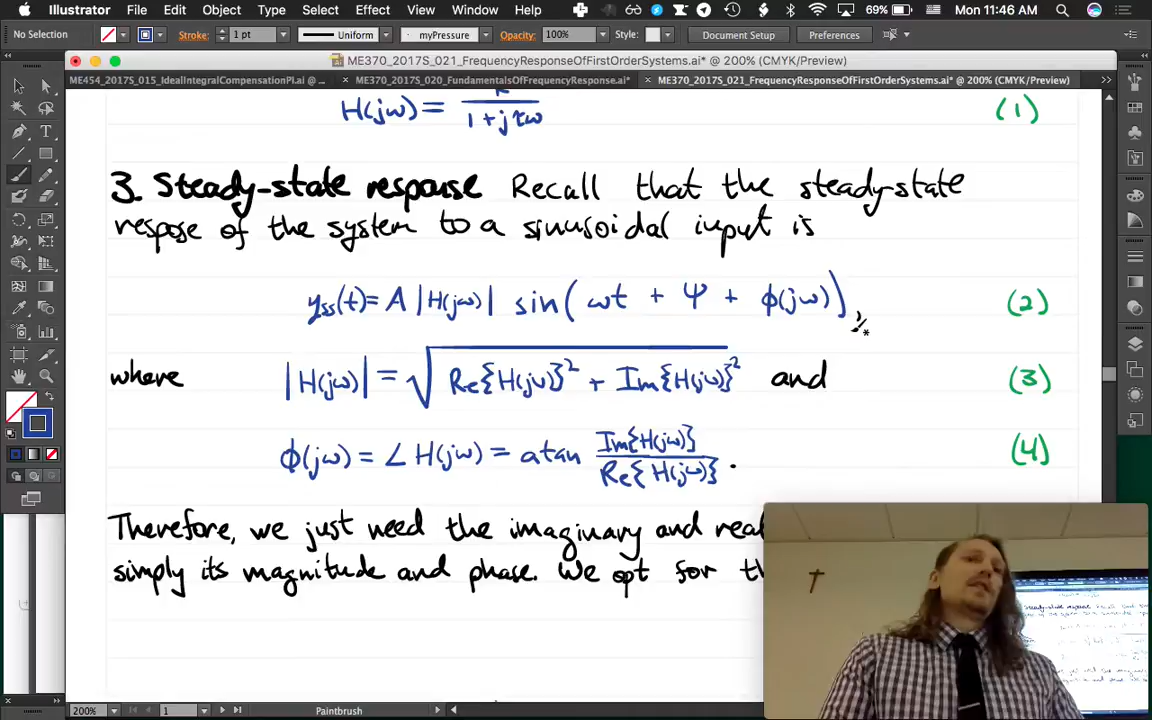 Illustrator File Edit Object Type Select Effect View Window Help 69% Mon 11:46 AM
No Selection Stroke: 1 pt Uniform myPressure Opacity: 100% Style: Document Setup Preferences
ME370_2017S_021_FrequencyResponseOfFirstOrderSystems.ai* @ 200% (CMYK/Preview)
ME454_2017S_015_IdealIntegralCompensationPI.ai @ ... ME370_2017S_020_FundamentalsOfFrequencyResponse.ai* ME370_2017S_021_FrequencyResponseOfFirstOrderSystems.ai* @ 200% (CMYK/Preview)
H(jω) = / 1+jτω (1)
3. Steady-state response Recall that the steady-state
respose of the system to a sinusoidal input is
yss(t)= A |H(jω)| sin( ωt + Ψ + ϕ(jω) ), (2)
where |H(jω)| = √ Re{H(jω)}² + Im{H(jω)}² and (3)
ϕ(jω) = ∠ H(jω) = atan Im{H(jω)} / Re{H(jω)} . (4)
Therefore, we just need the imaginary and real
simply its magnitude and phase. We opt for th
200% 1 Paintbrush